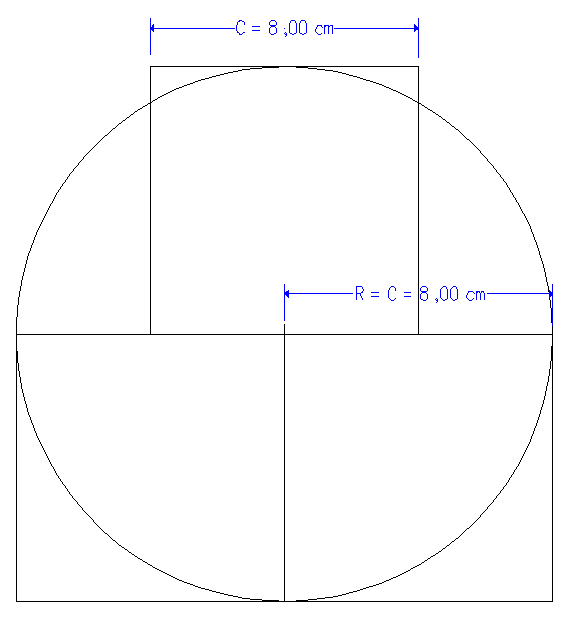 C = 8 ,00 cm
R = C = 8 ,00 cm